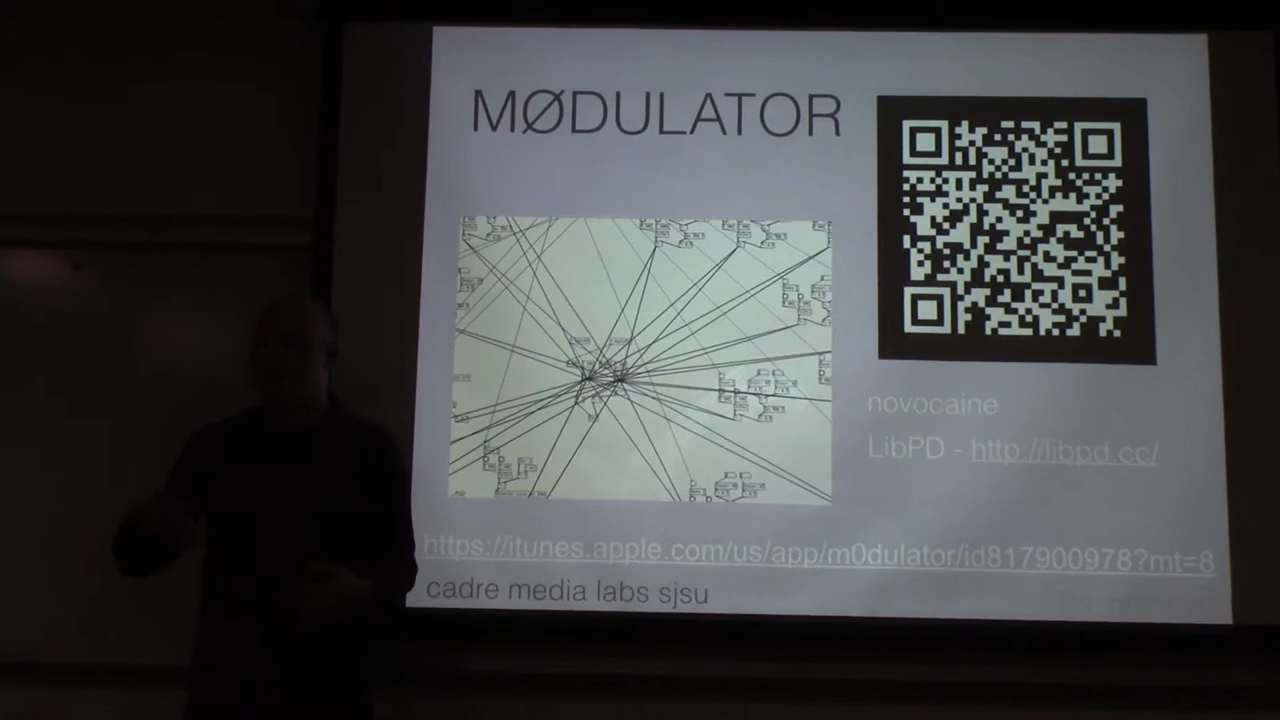 MØDULATOR
novocaine
LibPD - http://libpd.cc/
https://itunes.apple.com/us/app/m0dulator/id817900978?mt=8
cadre media labs sjsu